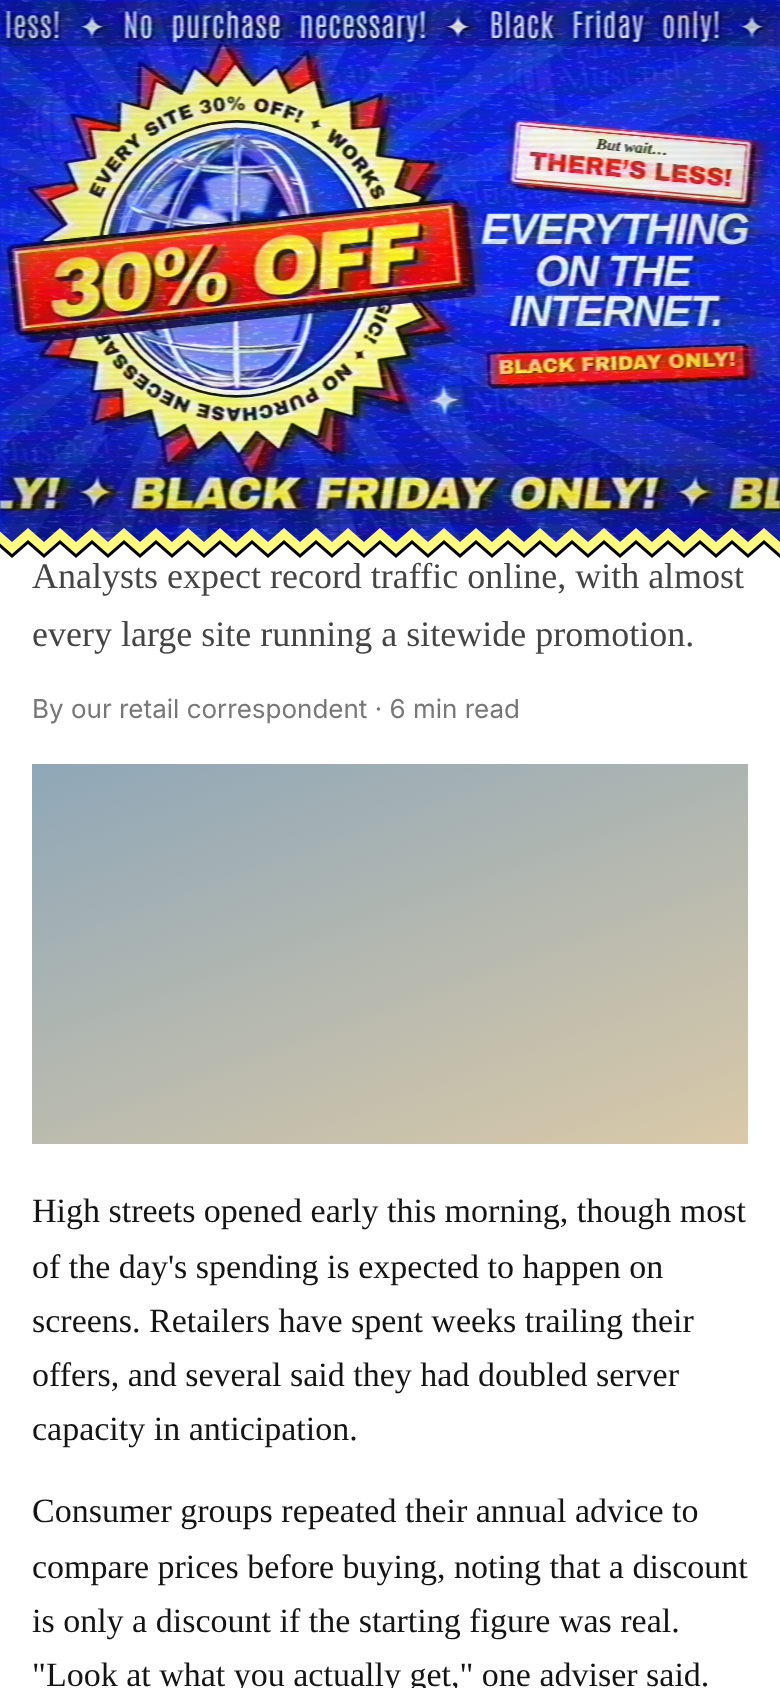 less! ✦ No purchase necessary! ✦ Black Friday only! ✦
EVERY SITE 30% OFF! ✦ WORKS
30% OFF
✦ NO PURCHASE
But wait...
THERE'S LESS!
EVERYTHING
ON THE
INTERNET.
BLACK FRIDAY ONLY!
✦ BLACK FRIDAY ONLY! ✦
Analysts expect record traffic online, with almost
every large site running a sitewide promotion.
By our retail correspondent · 6 min read
High streets opened early this morning, though most
of the day's spending is expected to happen on
screens. Retailers have spent weeks trailing their
offers, and several said they had doubled server
capacity in anticipation.
Consumer groups repeated their annual advice to
compare prices before buying, noting that a discount
is only a discount if the starting figure was real.
"Look at what you actually get," one adviser said.